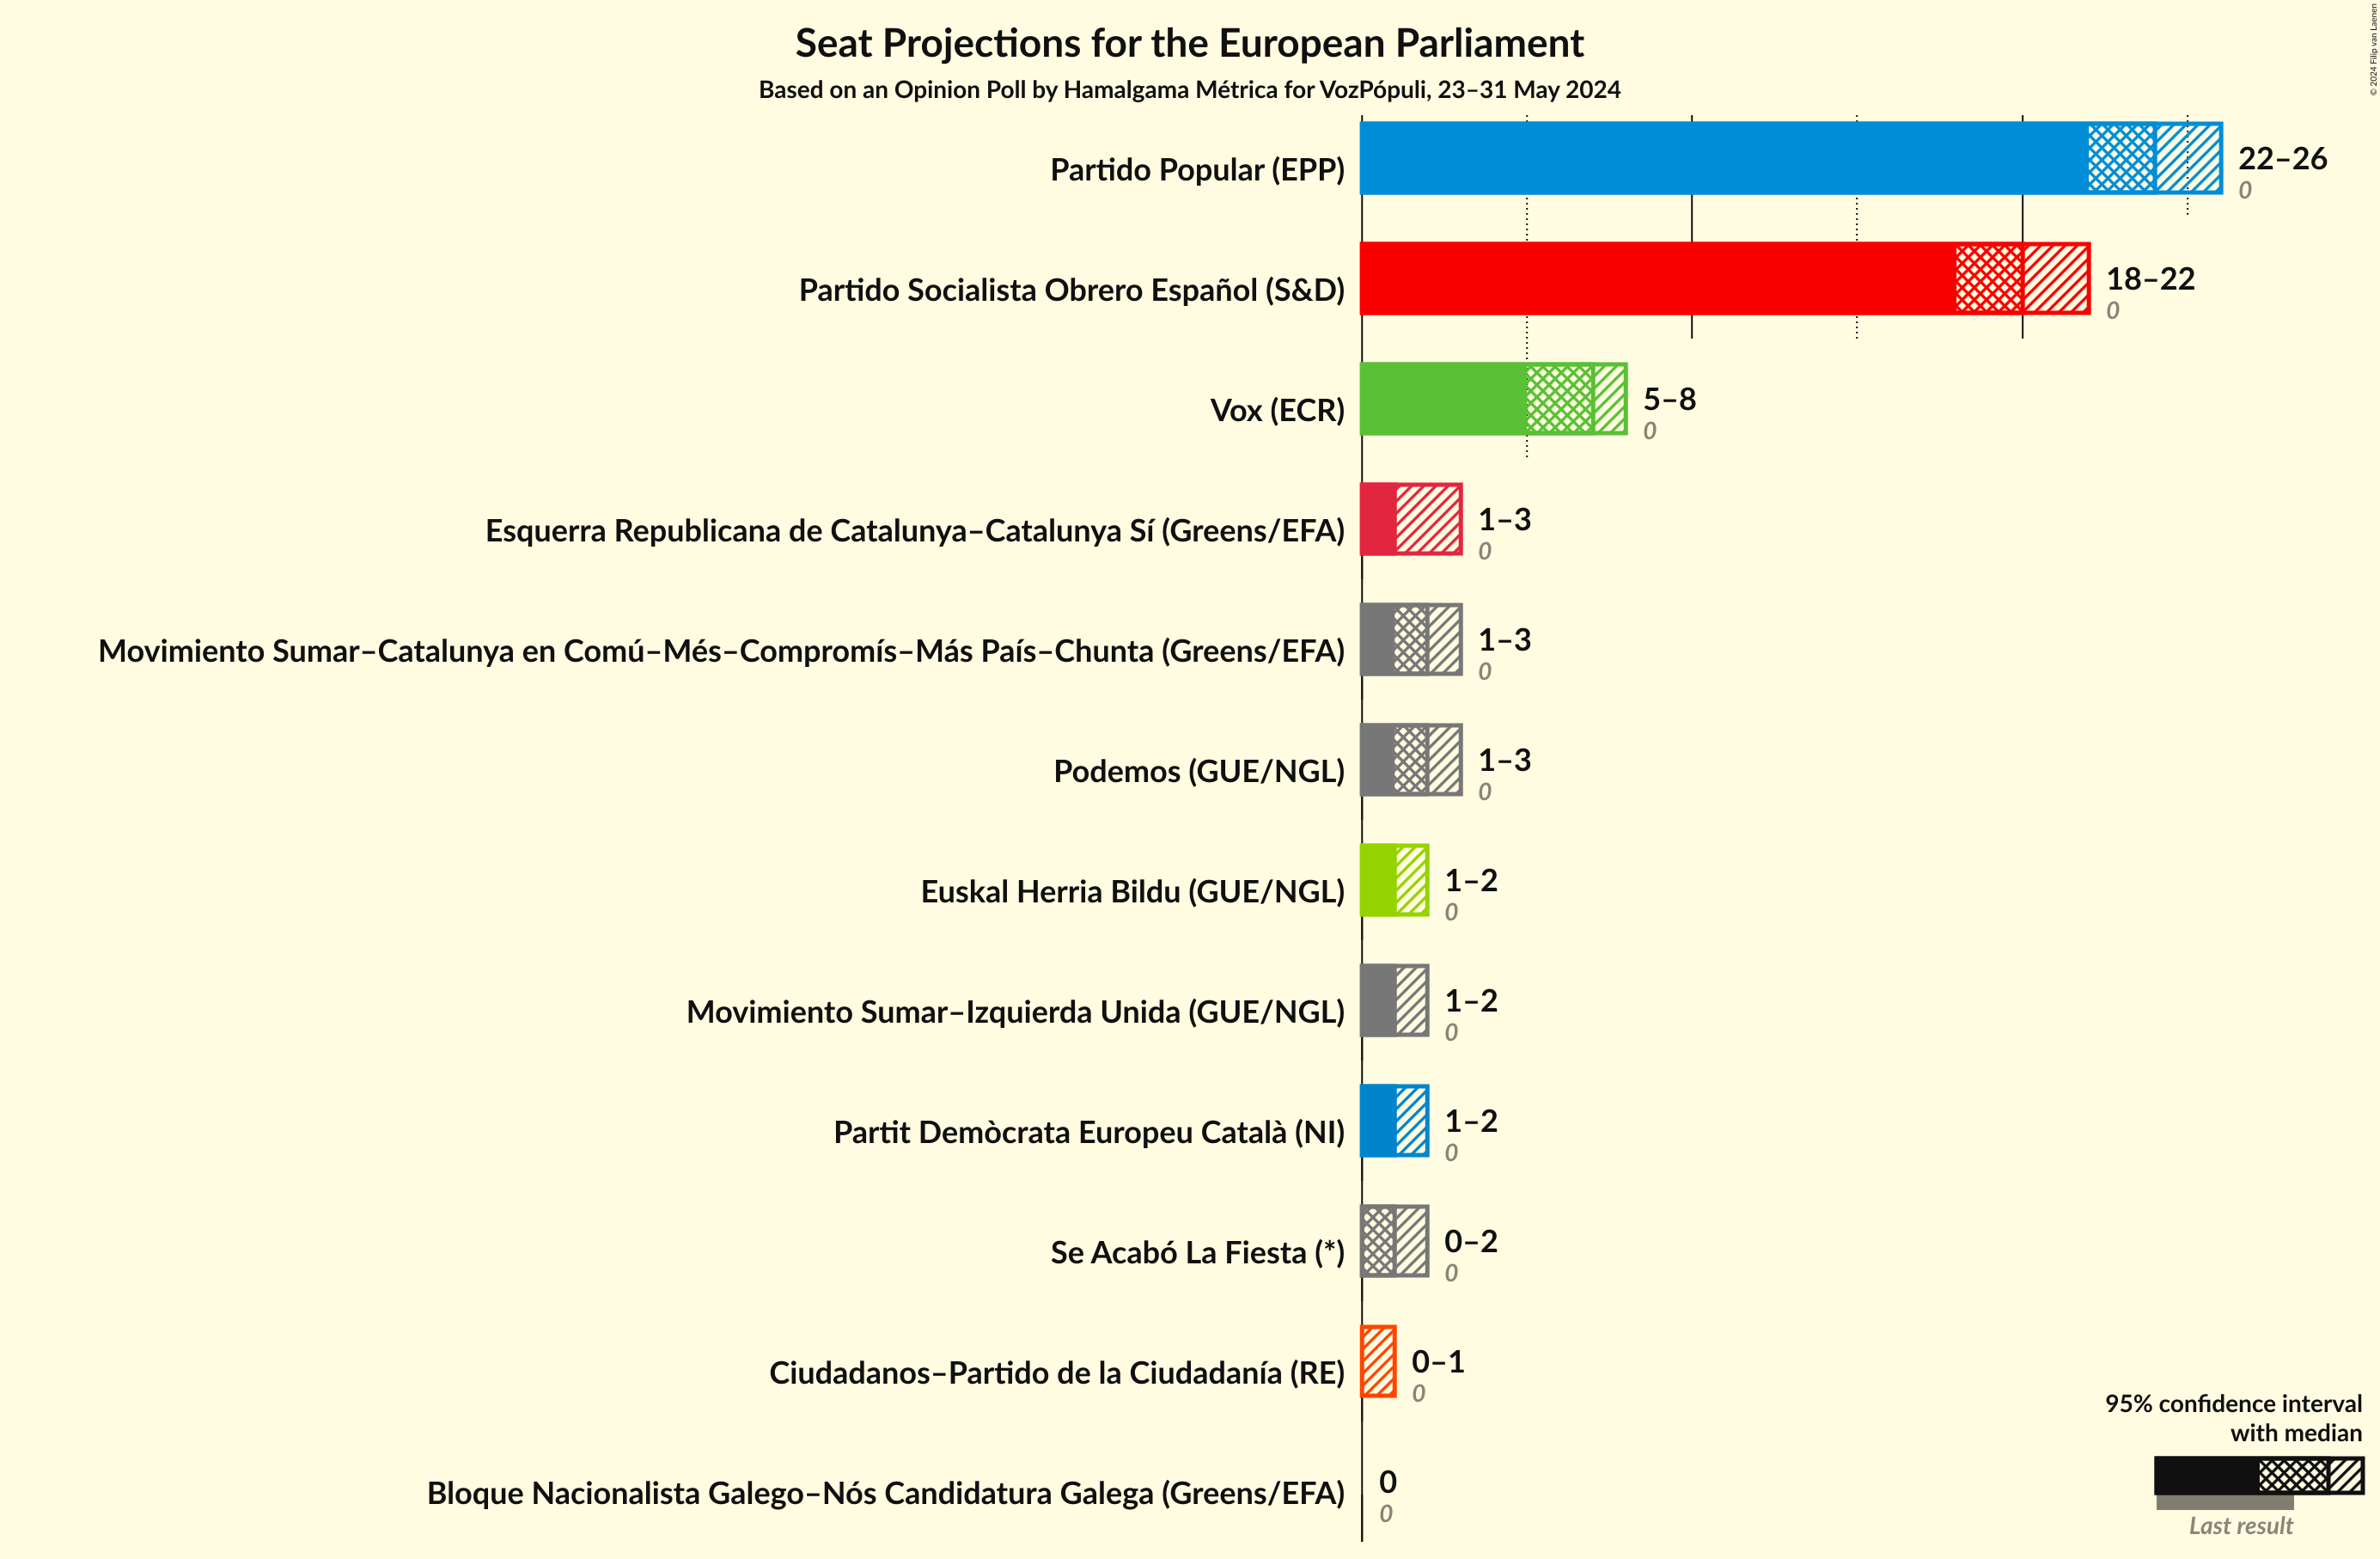 Seat Projections for the European Parliament
Based on an Opinion Poll by Hamalgama Métrica for VozPópuli, 23–31 May 2024
© 2024 Filip van Laenen
Partido Popular (EPP)
22–26
0
Partido Socialista Obrero Español (S&D)
18–22
0
Vox (ECR)
5–8
0
Esquerra Republicana de Catalunya–Catalunya Sí (Greens/EFA)
1–3
0
Movimiento Sumar–Catalunya en Comú–Més–Compromís–Más País–Chunta (Greens/EFA)
1–3
0
Podemos (GUE/NGL)
1–3
0
Euskal Herria Bildu (GUE/NGL)
1–2
0
Movimiento Sumar–Izquierda Unida (GUE/NGL)
1–2
0
Partit Demòcrata Europeu Català (NI)
1–2
0
Se Acabó La Fiesta (*)
0–2
0
Ciudadanos–Partido de la Ciudadanía (RE)
0–1
0
Bloque Nacionalista Galego–Nós Candidatura Galega (Greens/EFA)
0
0
95% confidence interval
with median
Last result